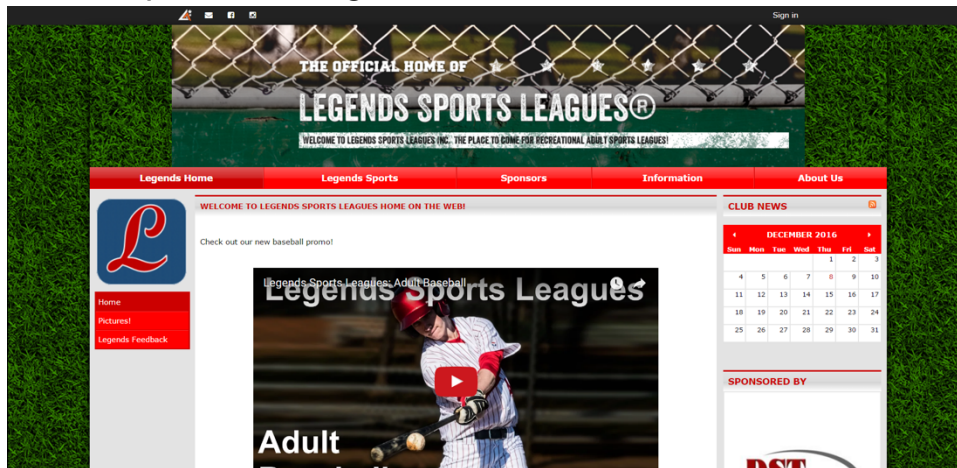 Sign in
THE OFFICIAL HOME OF
LEGENDS SPORTS LEAGUES®
WELCOME TO LEGENDS SPORTS LEAGUES INC. THE PLACE TO COME FOR RECREATIONAL ADULT SPORTS LEAGUES!
Legends Home Legends Sports Sponsors Information About Us
L
Home
Pictures!
Legends Feedback
WELCOME TO LEGENDS SPORTS LEAGUES HOME ON THE WEB!
Check out our new baseball promo!
Legends Sports Leagues: Adult Baseball
Legends Sports Leagues
Adult
CLUB NEWS
DECEMBER 2016
Sun Mon Tue Wed Thu Fri Sat
1 2 3
4 5 6 7 8 9 10
11 12 13 14 15 16 17
18 19 20 21 22 23 24
25 26 27 28 29 30 31
SPONSORED BY
DST